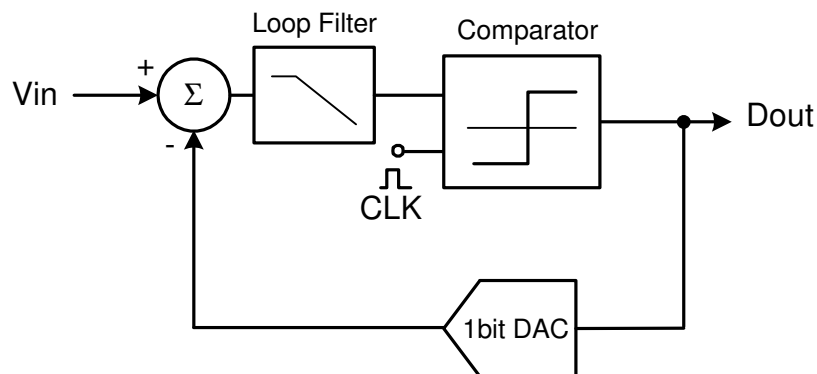 Loop Filter
Comparator
+
Vin
Σ
Dout
-
CLK
1bit DAC